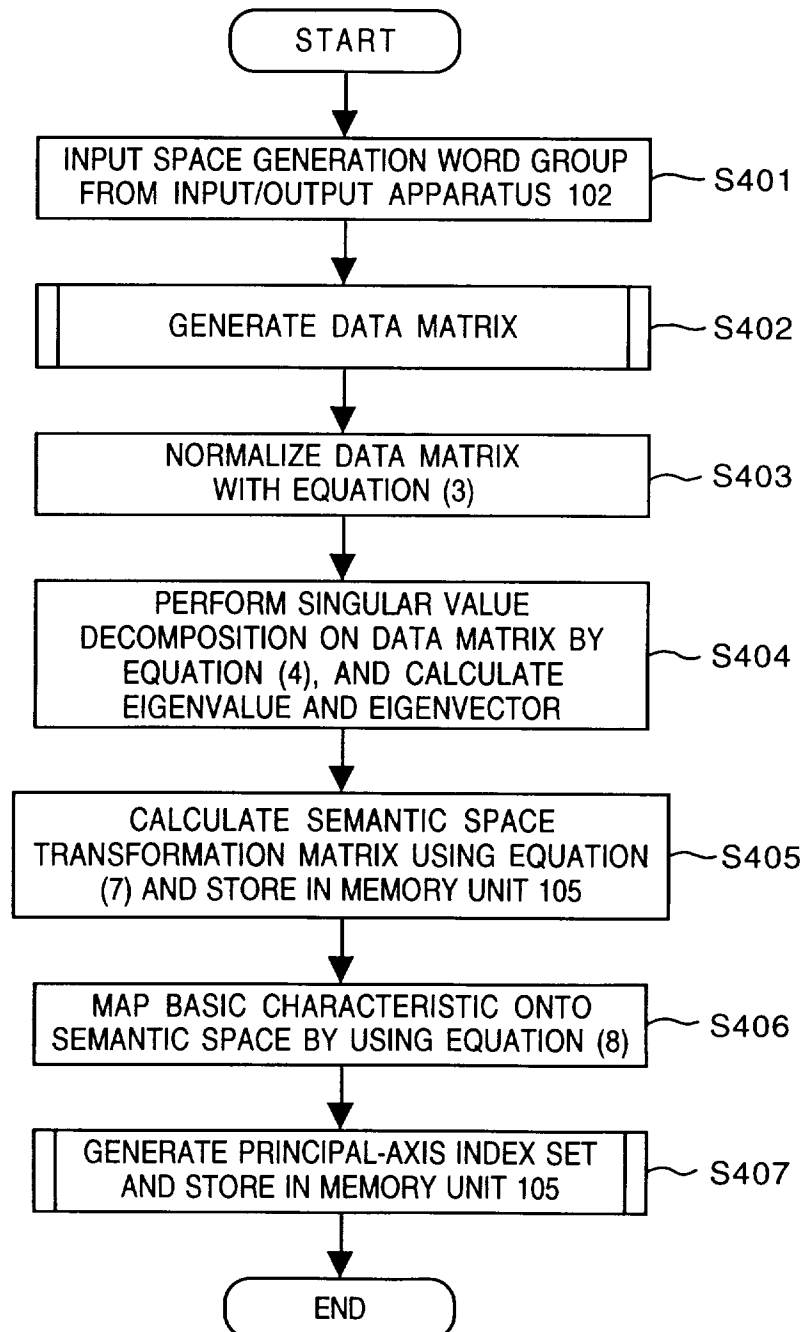 START
INPUT SPACE GENERATION WORD GROUP
FROM INPUT/OUTPUT APPARATUS 102
S401
GENERATE DATA MATRIX
S402
NORMALIZE DATA MATRIX
WITH EQUATION (3)
S403
PERFORM SINGULAR VALUE
DECOMPOSITION ON DATA MATRIX BY
EQUATION (4), AND CALCULATE
EIGENVALUE AND EIGENVECTOR
S404
CALCULATE SEMANTIC SPACE
TRANSFORMATION MATRIX USING EQUATION
(7) AND STORE IN MEMORY UNIT 105
S405
MAP BASIC CHARACTERISTIC ONTO
SEMANTIC SPACE BY USING EQUATION (8)
S406
GENERATE PRINCIPAL-AXIS INDEX SET
AND STORE IN MEMORY UNIT 105
S407
END